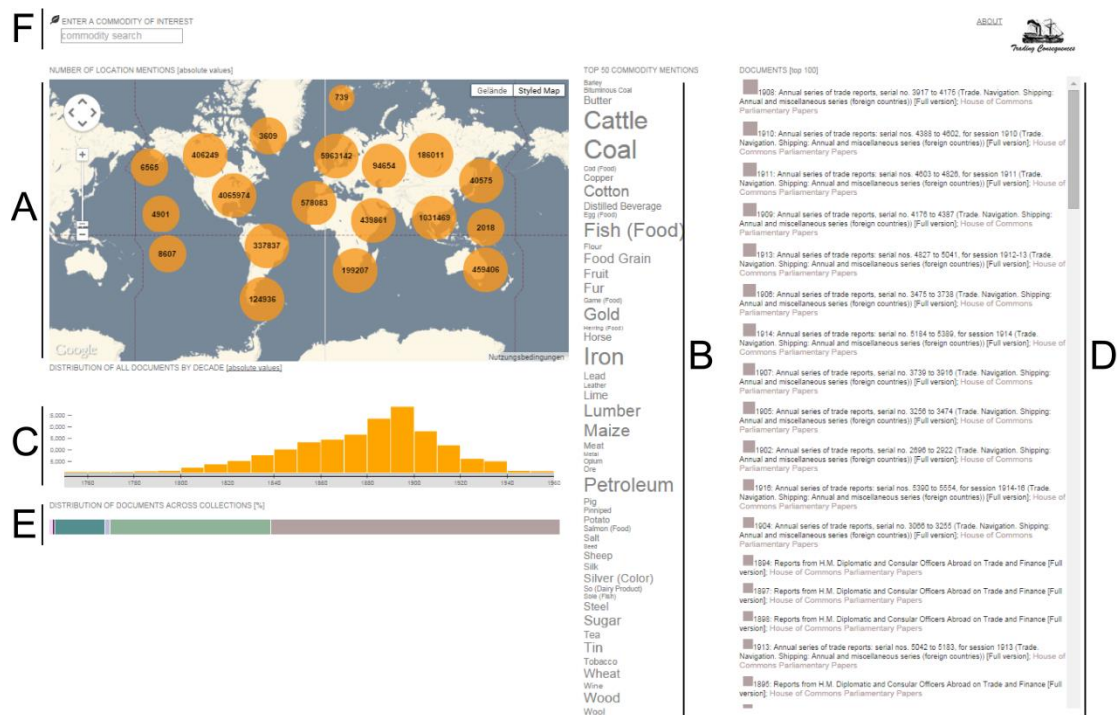 F
ENTER A COMMODITY OF INTEREST
commodity search
ABOUT
Trading Consequences
NUMBER OF LOCATION MENTIONS [absolute values]
A
Gelände Styled Map
739
3609
406249
6565
4065974
5963142
94654
186011
40575
578083
4901
439861
1031469
2018
8607
337837
199207
459406
124936
Google
Nutzungsbedingungen
DISTRIBUTION OF ALL DOCUMENTS BY DECADE [absolute values]
C
1760 1780 1800 1820 1840 1860 1880 1900 1920 1940 1960
DISTRIBUTION OF DOCUMENTS ACROSS COLLECTIONS [%]
E
TOP 50 COMMODITY MENTIONS
Barley
Bituminous Coal
Butter
Cattle
Coal
Cod (Food)
Copper
Cotton
Distilled Beverage
Egg (Food)
Fish (Food)
Flour
Food Grain
Fruit
Fur
Game (Food)
Gold
Herring (Food)
Horse
Iron
Lead
Leather
Lime
Lumber
Maize
Meat
Metal
Opium
Ore
Petroleum
Pig
Pinniped
Potato
Salmon (Food)
Salt
Seed
Sheep
Silk
Silver (Color)
So (Dairy Product)
Sole (Fish)
Steel
Sugar
Tea
Tin
Tobacco
Wheat
Wine
Wood
Wool
B
DOCUMENTS [top 100]
1908: Annual series of trade reports, serial no. 3917 to 4175 (Trade. Navigation. Shipping:
Annual and miscellaneous series (foreign countries)) [Full version]; House of Commons
Parliamentary Papers
1910: Annual series of trade reports: serial nos. 4388 to 4602, for session 1910 (Trade.
Navigation. Shipping: Annual and miscellaneous series (foreign countries)) [Full version]; House of
Commons Parliamentary Papers
1911: Annual series of trade reports: serial nos. 4603 to 4826, for session 1911 (Trade.
Navigation. Shipping: Annual and miscellaneous series (foreign countries)) [Full version]; House of
Commons Parliamentary Papers
1909: Annual series of trade reports, serial no. 4176 to 4387 (Trade. Navigation. Shipping:
Annual and miscellaneous series (foreign countries)) [Full version]; House of Commons
Parliamentary Papers
1913: Annual series of trade reports: serial nos. 4827 to 5041, for session 1912-13 (Trade.
Navigation. Shipping: Annual and miscellaneous series (foreign countries)) [Full version]; House of
Commons Parliamentary Papers
1906: Annual series of trade reports, serial no. 3475 to 3738 (Trade. Navigation. Shipping:
Annual and miscellaneous series (foreign countries)) [Full version]; House of Commons
Parliamentary Papers
1914: Annual series of trade reports: serial nos. 5184 to 5389, for session 1914 (Trade.
Navigation. Shipping: Annual and miscellaneous series (foreign countries)) [Full version]; House of
Commons Parliamentary Papers
1907: Annual series of trade reports, serial no. 3739 to 3916 (Trade. Navigation. Shipping:
Annual and miscellaneous series (foreign countries)) [Full version]; House of Commons
Parliamentary Papers
1905: Annual series of trade reports, serial no. 3256 to 3474 (Trade. Navigation. Shipping:
Annual and miscellaneous series (foreign countries)) [Full version]; House of Commons
Parliamentary Papers
1902: Annual series of trade reports, serial no. 2696 to 2922 (Trade. Navigation. Shipping:
Annual and miscellaneous series (foreign countries)) [Full version]; House of Commons
Parliamentary Papers
1916: Annual series of trade reports: serial nos. 5390 to 5554, for session 1914-16 (Trade.
Navigation. Shipping: Annual and miscellaneous series (foreign countries)) [Full version]; House of
Commons Parliamentary Papers
1904: Annual series of trade reports, serial no. 3066 to 3255 (Trade. Navigation. Shipping:
Annual and miscellaneous series (foreign countries)) [Full version]; House of Commons
Parliamentary Papers
1894: Reports from H.M. Diplomatic and Consular Officers Abroad on Trade and Finance [Full
version]; House of Commons Parliamentary Papers
1897: Reports from H.M. Diplomatic and Consular Officers Abroad on Trade and Finance [Full
version]; House of Commons Parliamentary Papers
1898: Reports from H.M. Diplomatic and Consular Officers Abroad on Trade and Finance [Full
version]; House of Commons Parliamentary Papers
1913: Annual series of trade reports: serial nos. 5042 to 5183, for session 1913 (Trade.
Navigation. Shipping: Annual and miscellaneous series (foreign countries)) [Full version]; House of
Commons Parliamentary Papers
1895: Reports from H.M. Diplomatic and Consular Officers Abroad on Trade and Finance [Full
version]; House of Commons Parliamentary Papers
D